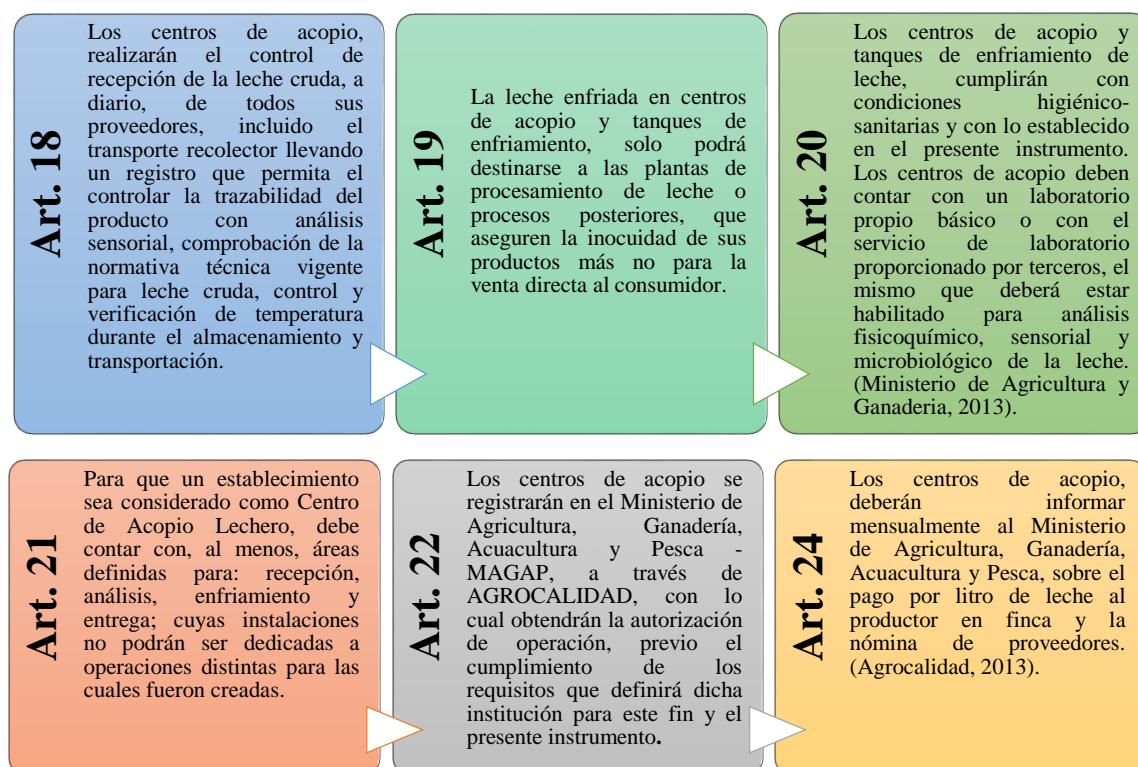 Art. 18
Los centros de acopio,
realizarán el control de
recepción de la leche cruda, a
diario, de todos sus
proveedores, incluido el
transporte recolector llevando
un registro que permita el
controlar la trazabilidad del
producto con análisis
sensorial, comprobación de la
normativa técnica vigente
para leche cruda, control y
verificación de temperatura
durante el almacenamiento y
transportación.
Art. 19
La leche enfriada en centros
de acopio y tanques de
enfriamiento, solo podrá
destinarse a las plantas de
procesamiento de leche o
procesos posteriores, que
aseguren la inocuidad de sus
productos más no para la
venta directa al consumidor.
Art. 20
Los centros de acopio y
tanques de enfriamiento de
leche, cumplirán con
condiciones higiénico-
sanitarias y con lo establecido
en el presente instrumento.
Los centros de acopio deben
contar con un laboratorio
propio básico o con el
servicio de laboratorio
proporcionado por terceros, el
mismo que deberá estar
habilitado para análisis
fisicoquímico, sensorial y
microbiológico de la leche.
(Ministerio de Agricultura y
Ganaderia, 2013).
Art. 21
Para que un establecimiento
sea considerado como Centro
de Acopio Lechero, debe
contar con, al menos, áreas
definidas para: recepción,
análisis, enfriamiento y
entrega; cuyas instalaciones
no podrán ser dedicadas a
operaciones distintas para las
cuales fueron creadas.
Art. 22
Los centros de acopio se
registrarán en el Ministerio de
Agricultura, Ganadería,
Acuacultura y Pesca -
MAGAP, a través de
AGROCALIDAD, con lo
cual obtendrán la autorización
de operación, previo el
cumplimiento de los
requisitos que definirá dicha
institución para este fin y el
presente instrumento.
Art. 24
Los centros de acopio,
deberán informar
mensualmente al Ministerio
de Agricultura, Ganadería,
Acuacultura y Pesca, sobre el
pago por litro de leche al
productor en finca y la
nómina de proveedores.
(Agrocalidad, 2013).